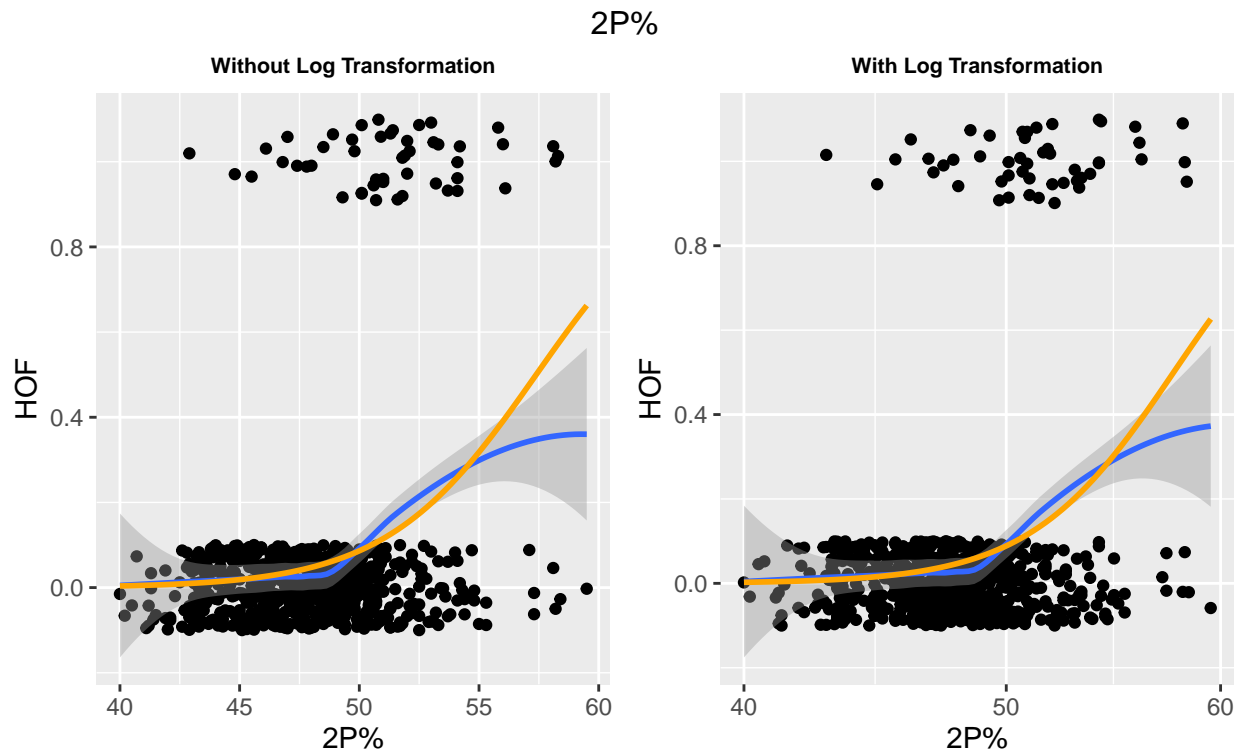 2P%
Without Log Transformation
HOF
0.8
0.4
0.0
40 45 50 55 60
2P%
With Log Transformation
HOF
0.8
0.4
0.0
40 50 60
2P%